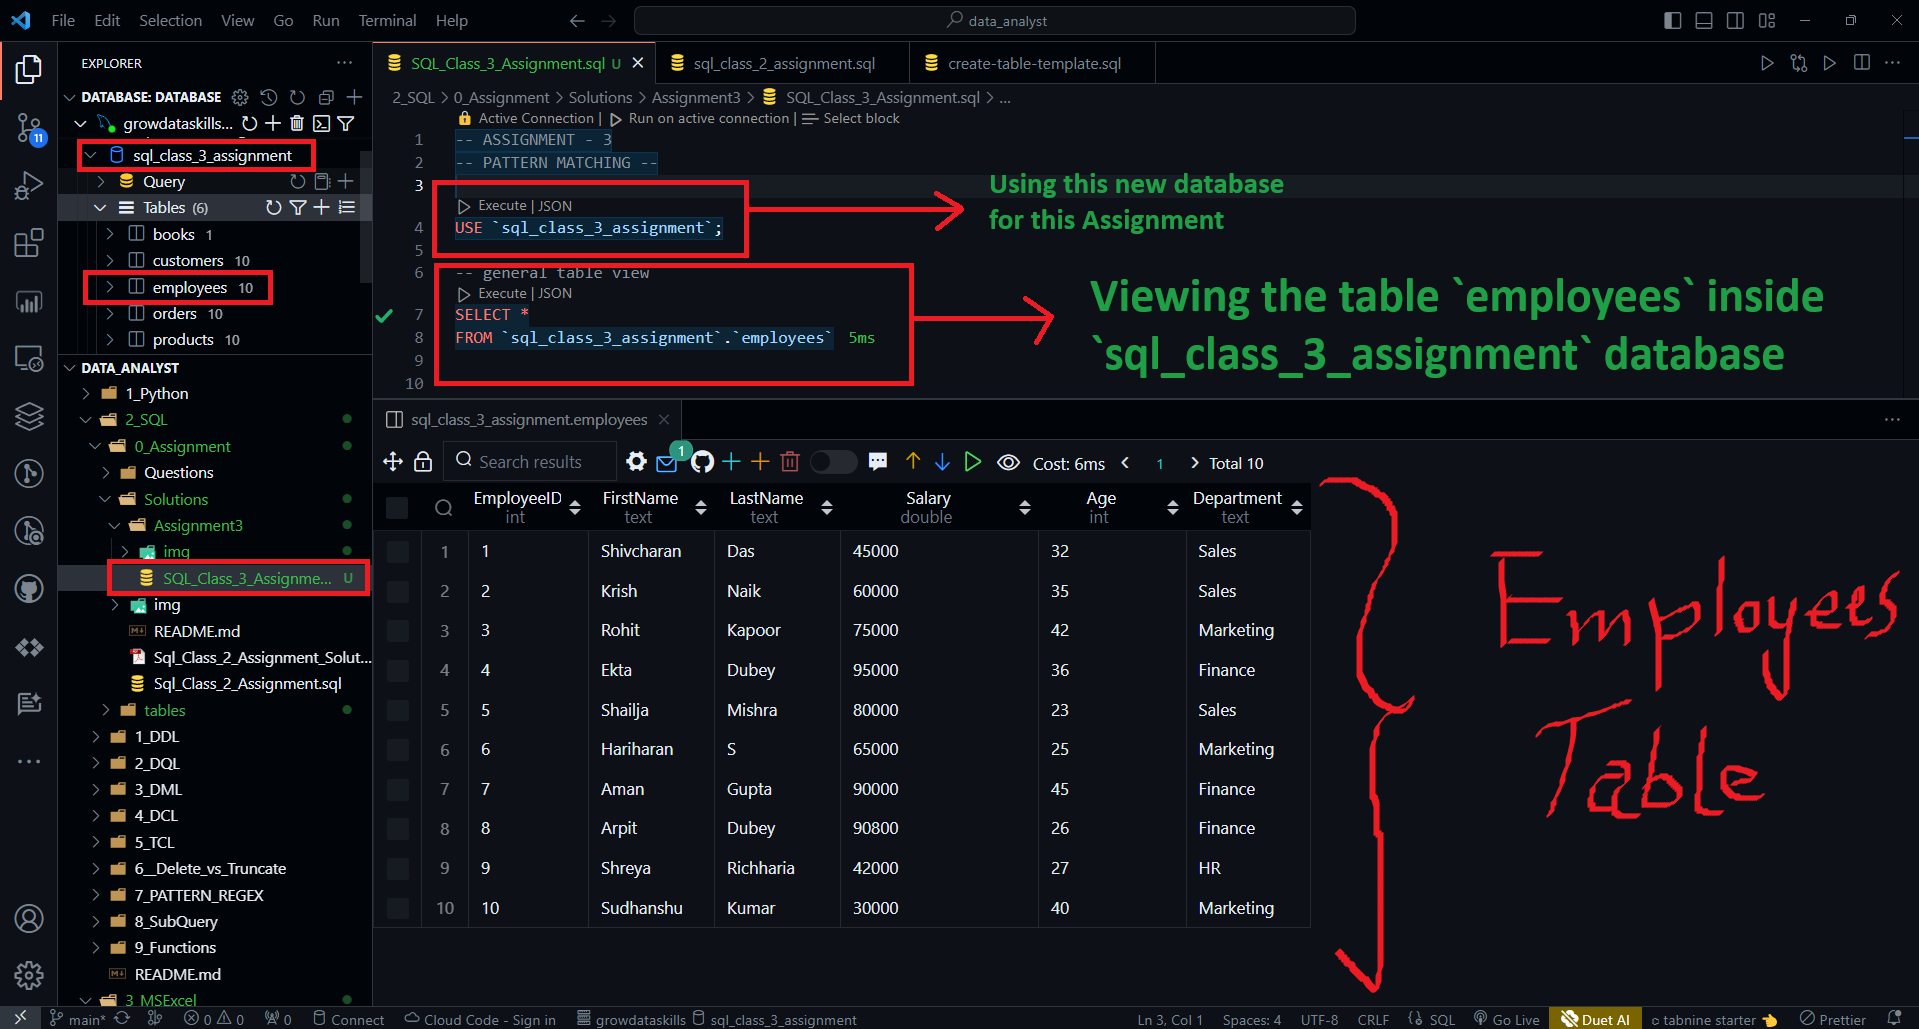 File Edit Selection View Go Run Terminal Help
data_analyst
EXPLORER
DATABASE: DATABASE
growdataskills...
sql_class_3_assignment
Query
Tables (6)
books 1
customers 10
employees 10
orders 10
products 10
DATA_ANALYST
1_Python
2_SQL
0_Assignment
Questions
Solutions
Assignment3
img
SQL_Class_3_Assignme... U
img
README.md
Sql_Class_2_Assignment_Solut...
Sql_Class_2_Assignment.sql
tables
1_DDL
2_DQL
3_DML
4_DCL
5_TCL
6__Delete_vs_Truncate
7_PATTERN_REGEX
8_SubQuery
9_Functions
README.md
3_MSExcel
11
SQL_Class_3_Assignment.sql U
sql_class_2_assignment.sql
create-table-template.sql
2_SQL > 0_Assignment > Solutions > Assignment3 > SQL_Class_3_Assignment.sql > ...
Active Connection | Run on active connection | Select block
1 -- ASSIGNMENT - 3
2 -- PATTERN MATCHING --
3
Execute | JSON
4 USE `sql_class_3_assignment`;
5
6 -- general table view
Execute | JSON
7 SELECT *
8 FROM `sql_class_3_assignment`.`employees` 5ms
9
10
Using this new database
for this Assignment
Viewing the table `employees` inside
`sql_class_3_assignment` database
sql_class_3_assignment.employees
Search results 1 Cost: 6ms < 1 > Total 10
EmployeeID FirstName LastName Salary Age Department
int text text double int text
1 1 Shivcharan Das 45000 32 Sales
2 2 Krish Naik 60000 35 Sales
3 3 Rohit Kapoor 75000 42 Marketing
4 4 Ekta Dubey 95000 36 Finance
5 5 Shailja Mishra 80000 23 Sales
6 6 Hariharan S 65000 25 Marketing
7 7 Aman Gupta 90000 45 Finance
8 8 Arpit Dubey 90800 26 Finance
9 9 Shreya Richharia 42000 27 HR
10 10 Sudhanshu Kumar 30000 40 Marketing
Employees
Table
main* 0 0 0 Connect Cloud Code - Sign in growdataskills sql_class_3_assignment Ln 3, Col 1 Spaces: 4 UTF-8 CRLF SQL Go Live Duet AI tabnine starter Prettier